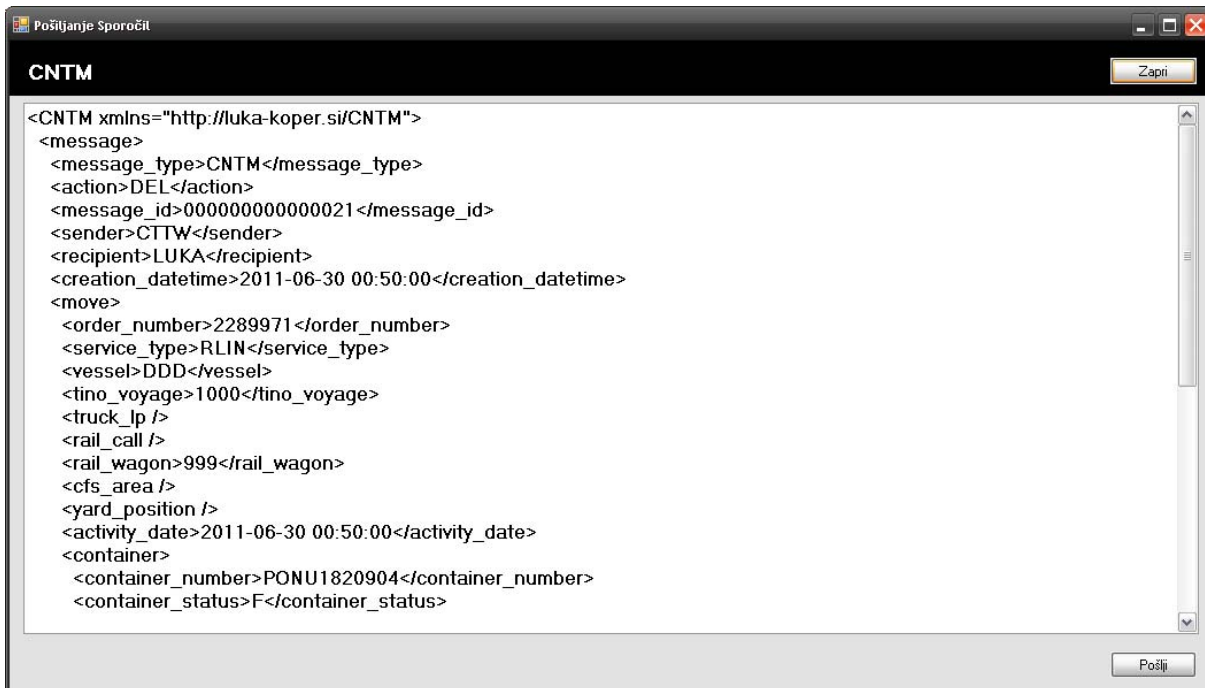 Pošiljanje Sporočil
CNTM
Zapri
<CNTM xmlns="http://luka-koper.si/CNTM">
<message>
<message_type>CNTM</message_type>
<action>DEL</action>
<message_id>000000000000021</message_id>
<sender>CTTW</sender>
<recipient>LUKA</recipient>
<creation_datetime>2011-06-30 00:50:00</creation_datetime>
<move>
<order_number>2289971</order_number>
<service_type>RLIN</service_type>
<vessel>DDD</vessel>
<tino_voyage>1000</tino_voyage>
<truck_lp />
<rail_call />
<rail_wagon>999</rail_wagon>
<cfs_area />
<yard_position />
<activity_date>2011-06-30 00:50:00</activity_date>
<container>
<container_number>PONU1820904</container_number>
<container_status>F</container_status>
Pošlji